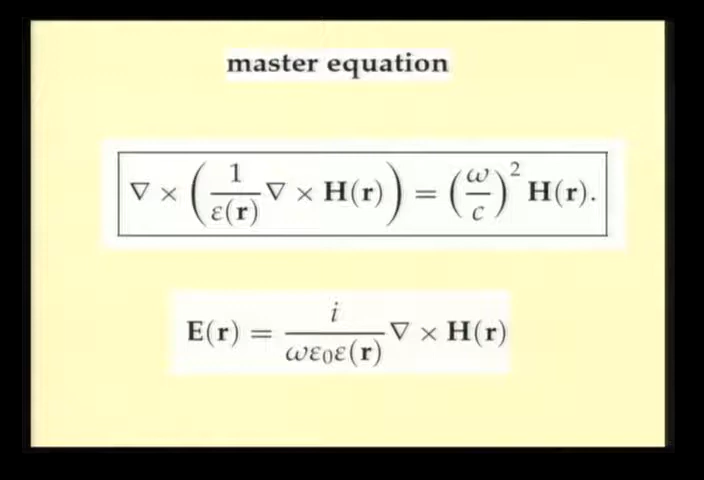 master equation
∇ × ( 1/ε(r) ∇ × H(r) ) = ( ω/c )² H(r).
E(r) = i/ωε₀ε(r) ∇ × H(r)